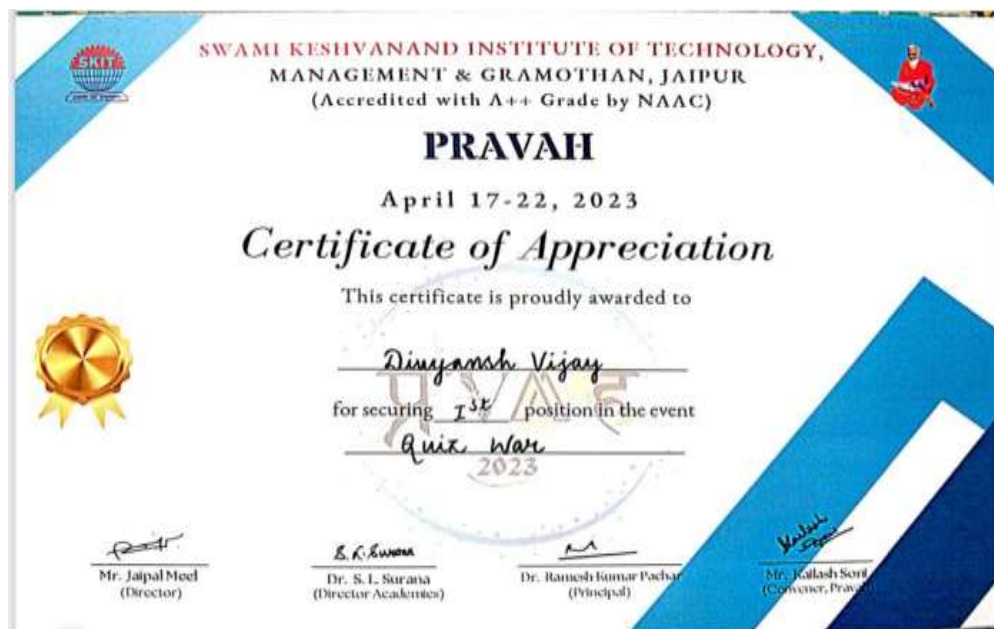 SKIT
SWAMI KESHVANAND INSTITUTE OF TECHNOLOGY,
MANAGEMENT & GRAMOTHAN, JAIPUR
(Accredited with A++ Grade by NAAC)
PRAVAH
April 17-22, 2023
Certificate of Appreciation
This certificate is proudly awarded to
Divyansh Vijay
for securing Ist position in the event
Quiz War
2023
S.L. Surana
Mr. Jaipal Meel
(Director)
Dr. S. L. Surana
(Director Academics)
Dr. Ramesh Kumar Pachar
(Principal)
Mr. Kailash Soni
(Convener, Pravah